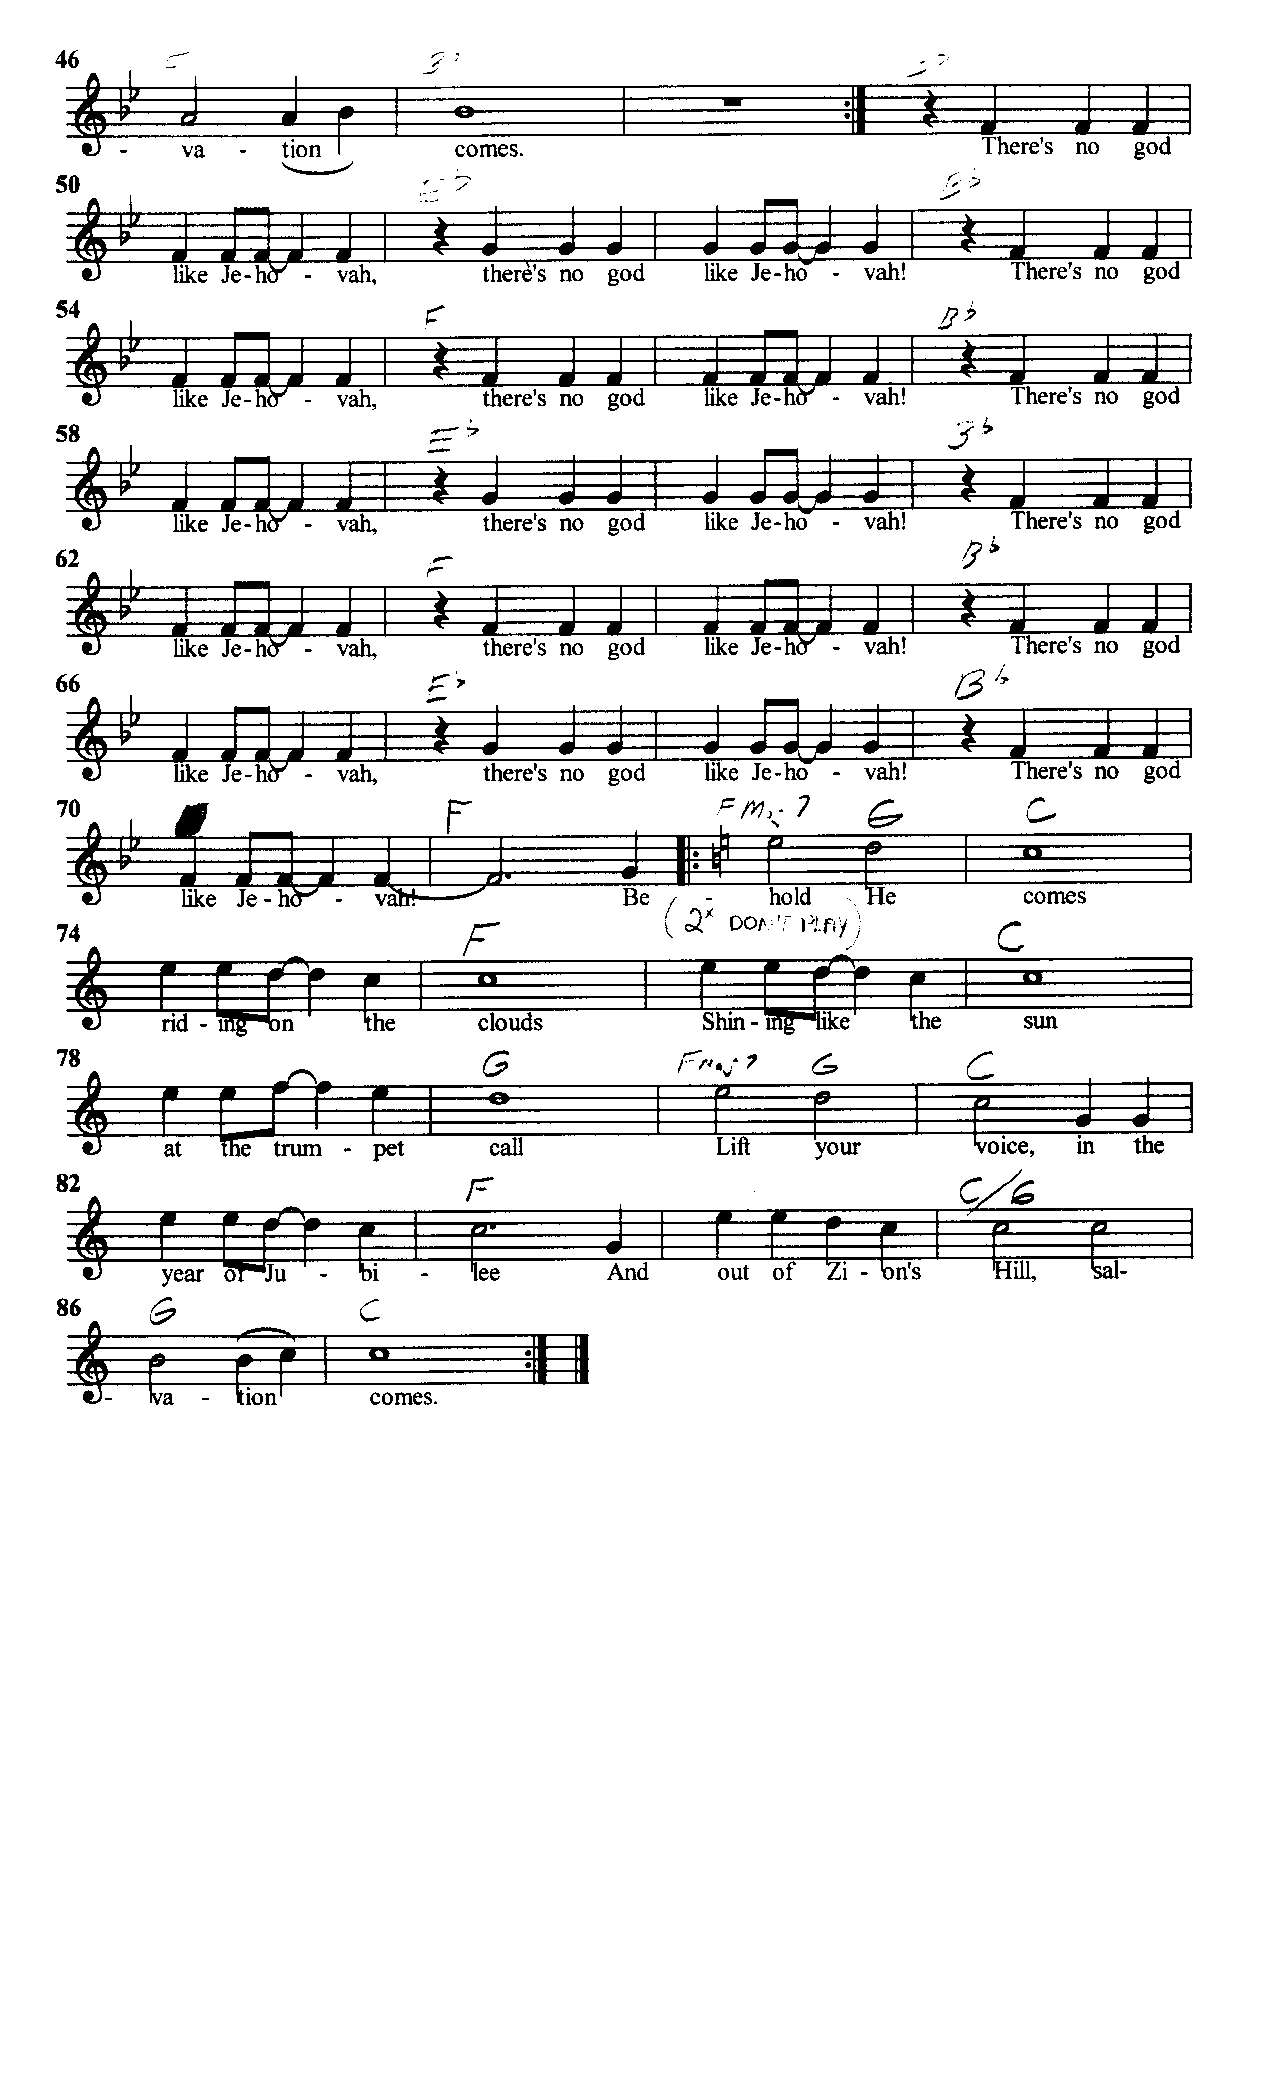 46 F B♭
- va - tion comes. There's no god
50 E♭ B♭
like Je-ho - vah, there's no god like Je-ho - vah! There's no god
54 F B♭
like Je-ho - vah, there's no god like Je-ho - vah! There's no god
58 E♭ B♭
like Je-ho - vah, there's no god like Je-ho - vah! There's no god
62 F B♭
like Je-ho - vah, there's no god like Je-ho - vah! There's no god
66 E♭ B♭
like Je-ho - vah, there's no god like Je-ho - vah! There's no god
70 F FMaj7 G C
like Je-ho - vah! Be - hold He comes
74 F (2x DON'T PLAY) C
rid - ing on the clouds Shin - ing like the sun
78 G FMaj7 G C
at the trum - pet call Lift your voice, in the
82 F C/G
year of Ju - bi - lee And out of Zi - on's Hill, sal-
86 G C
- va - tion comes.